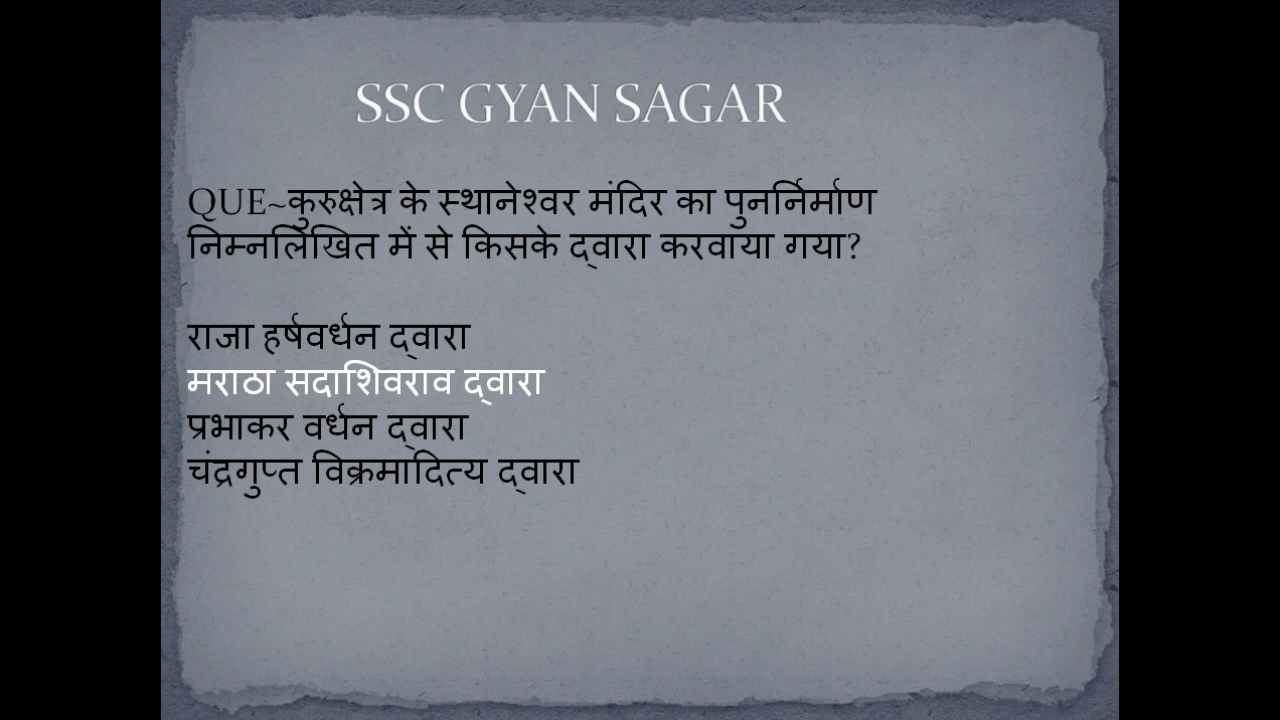 SSC GYAN SAGAR
QUE~कुरुक्षेत्र के स्थानेश्वर मंदिर का पुनर्निर्माण
निम्नलिखित में से किसके द्वारा करवाया गया?
राजा हर्षवर्धन द्वारा
मराठा सदाशिवराव द्वारा
प्रभाकर वर्धन द्वारा
चंद्रगुप्त विक्रमादित्य द्वारा